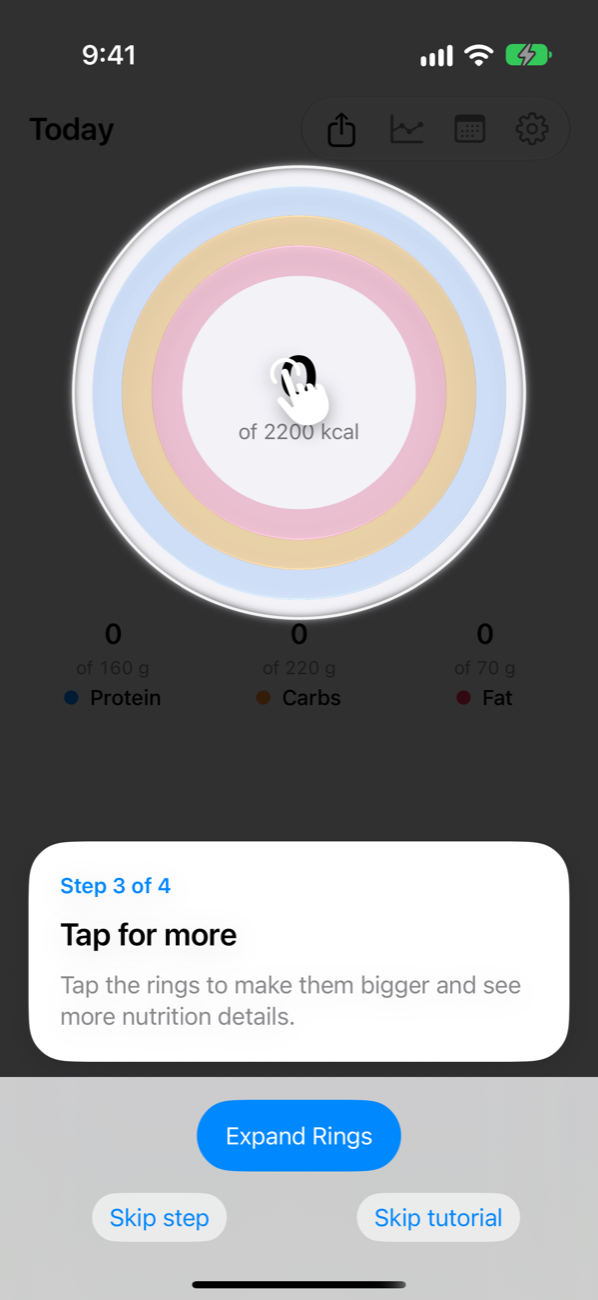 9:41
Today
0
of 2200 kcal
0
0
0
of 160 g
of 220 g
of 70 g
Protein
Carbs
Fat
Step 3 of 4
Tap for more
Tap the rings to make them bigger and see
more nutrition details.
Expand Rings
Skip step
Skip tutorial